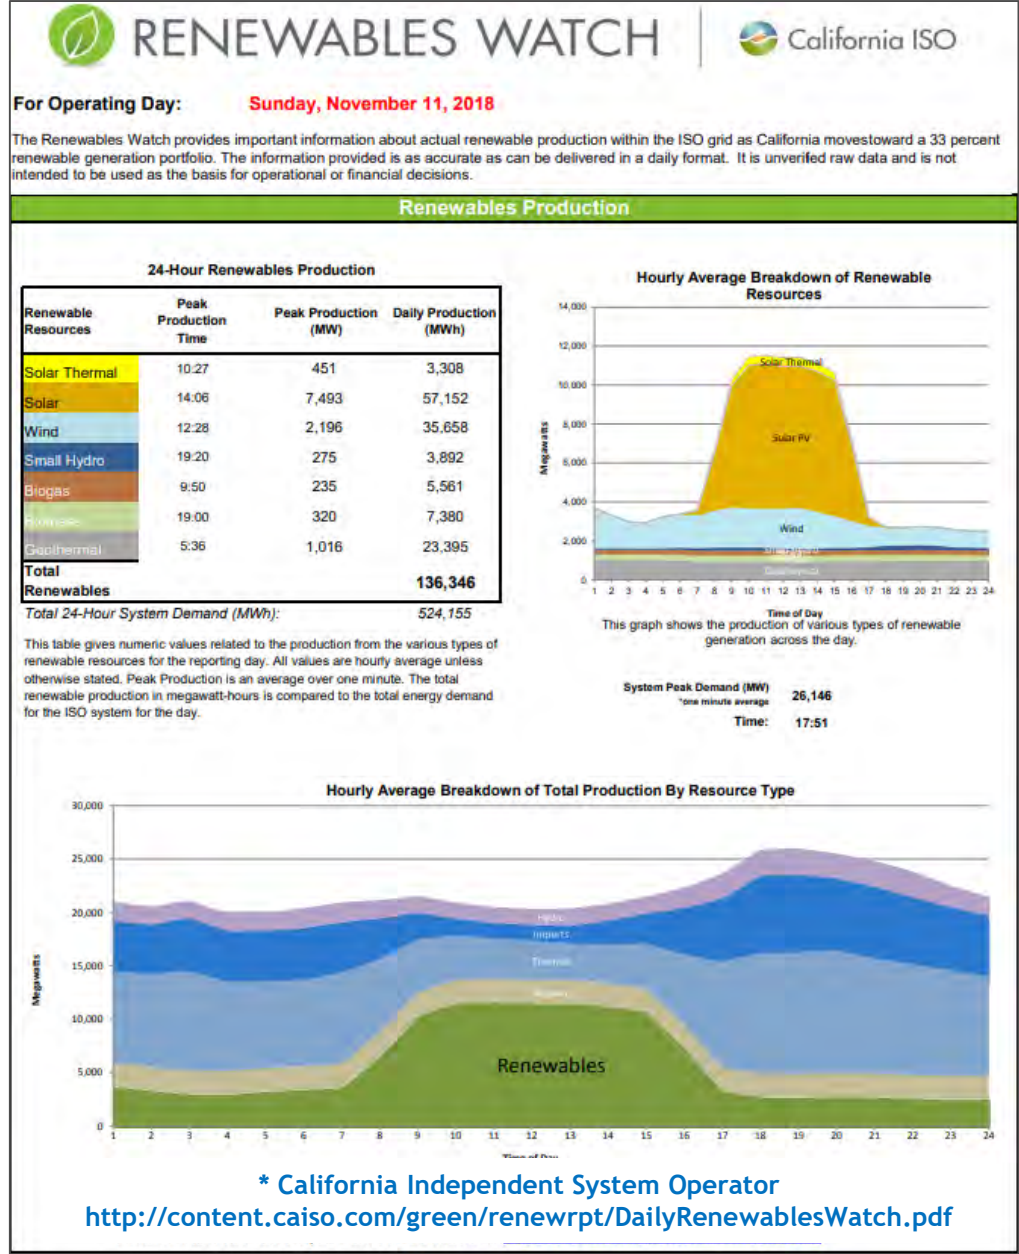 RENEWABLES WATCH
California ISO
For Operating Day: Sunday, November 11, 2018
The Renewables Watch provides important information about actual renewable production within the ISO grid as California movestoward a 33 percent
renewable generation portfolio. The information provided is as accurate as can be delivered in a daily format. It is unverifed raw data and is not
intended to be used as the basis for operational or financial decisions.
Renewables Production
24-Hour Renewables Production
Renewable Resources Peak Production Time Peak Production (MW) Daily Production (MWh)
Solar Thermal 10:27 451 3,308
Solar 14:06 7,493 57,152
Wind 12:28 2,196 35,658
Small Hydro 19:20 275 3,892
Biogas 9:50 235 5,561
Biomass 19:00 320 7,380
Geothermal 5:36 1,016 23,395
Total Renewables 136,346
Total 24-Hour System Demand (MWh): 524,155
This table gives numeric values related to the production from the various types of
renewable resources for the reporting day. All values are hourly average unless
otherwise stated. Peak Production is an average over one minute. The total
renewable production in megawatt-hours is compared to the total energy demand
for the ISO system for the day.
Hourly Average Breakdown of Renewable
Resources
14,000
12,000
10,000
8,000
6,000
4,000
2,000
0
Megawatts
Solar Thermal
Solar PV
Wind
Small Hydro
Geothermal
1 2 3 4 5 6 7 8 9 10 11 12 13 14 15 16 17 18 19 20 21 22 23 24
Time of Day
This graph shows the production of various types of renewable
generation across the day.
System Peak Demand (MW) 26,146
*one minute average
Time: 17:51
Hourly Average Breakdown of Total Production By Resource Type
30,000
25,000
20,000
15,000
10,000
5,000
0
Megawatts
Hydro
Imports
Thermal
Renewables
1 2 3 4 5 6 7 8 9 10 11 12 13 14 15 16 17 18 19 20 21 22 23 24
Time of Day
* California Independent System Operator
http://content.caiso.com/green/renewrpt/DailyRenewablesWatch.pdf